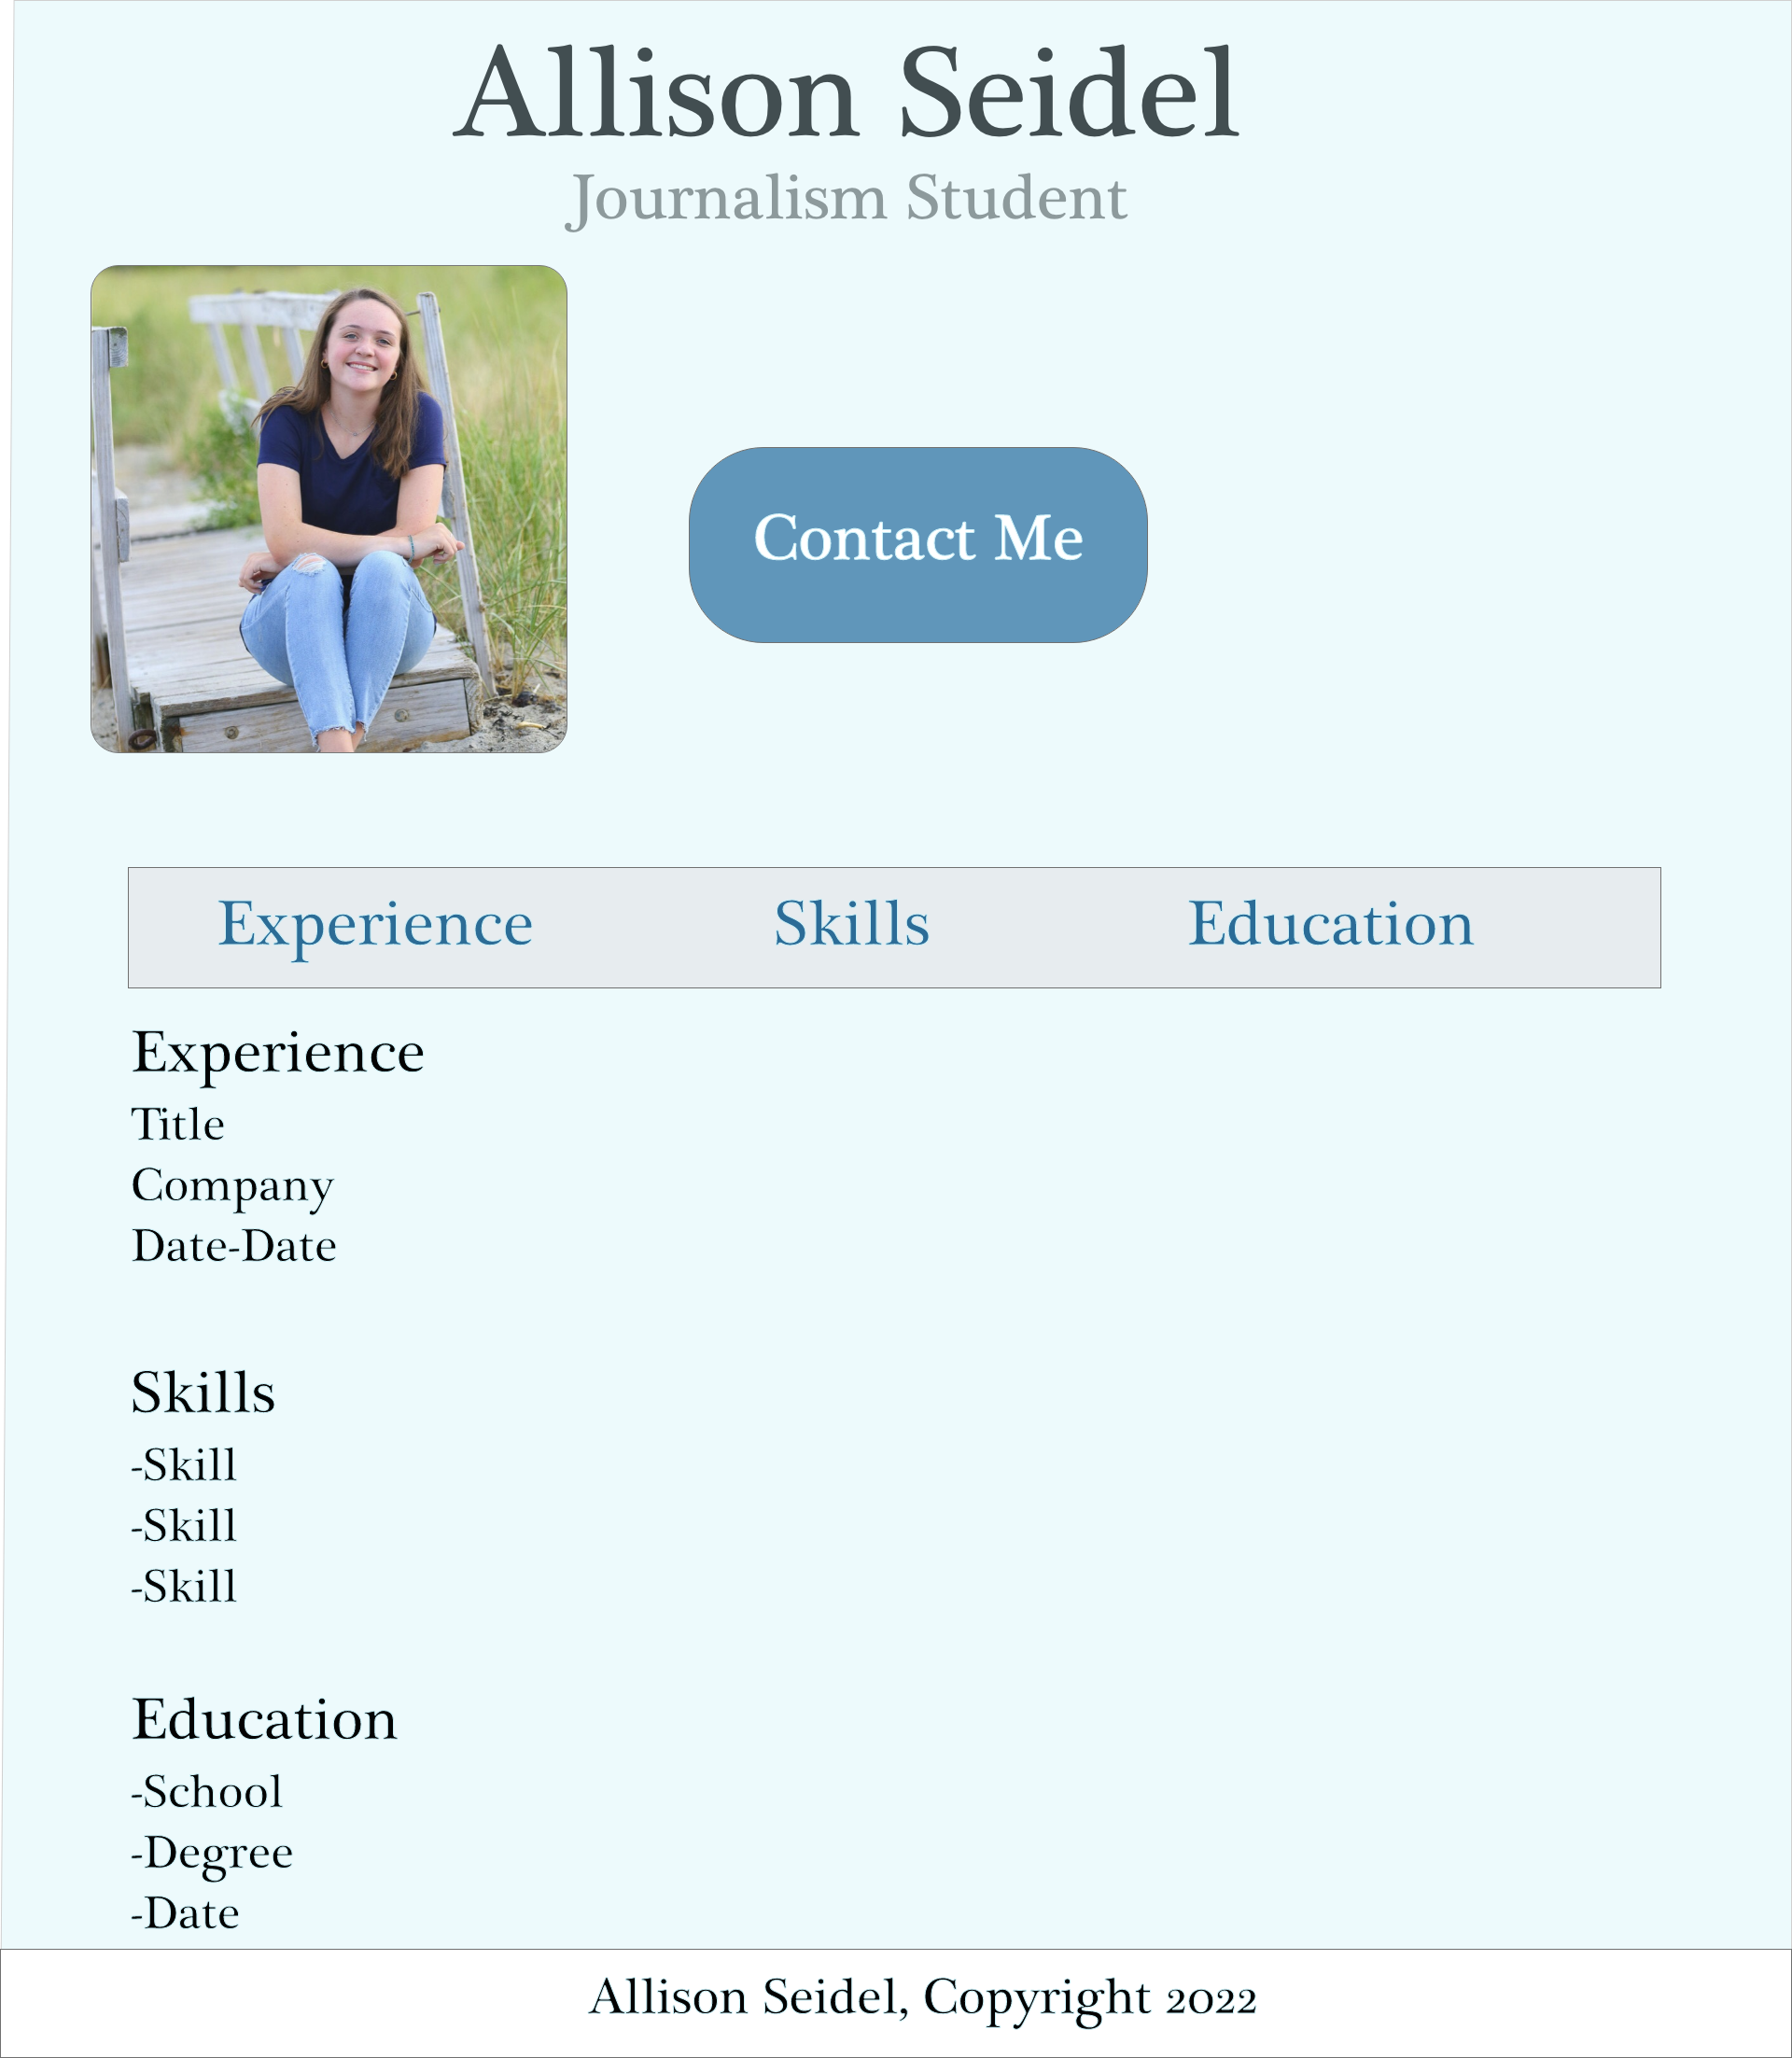 Allison Seidel
Journalism Student
Contact Me
Experience Skills Education
Experience
Title
Company
Date-Date
Skills
-Skill
-Skill
-Skill
Education
-School
-Degree
-Date
Allison Seidel, Copyright 2022